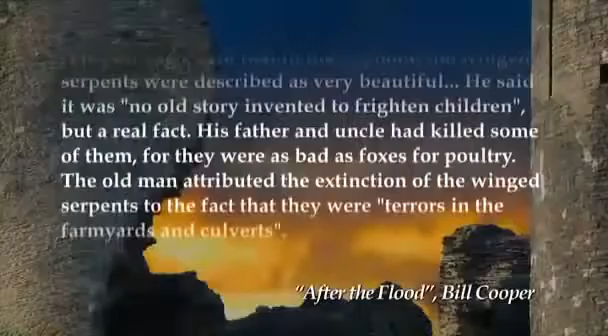 winged
serpents were described as very beautiful... He said
it was "no old story invented to frighten children",
but a real fact. His father and uncle had killed some
of them, for they were as bad as foxes for poultry.
The old man attributed the extinction of the winged
serpents to the fact that they were "terrors in the
farmyards and culverts".
"After the Flood", Bill Cooper